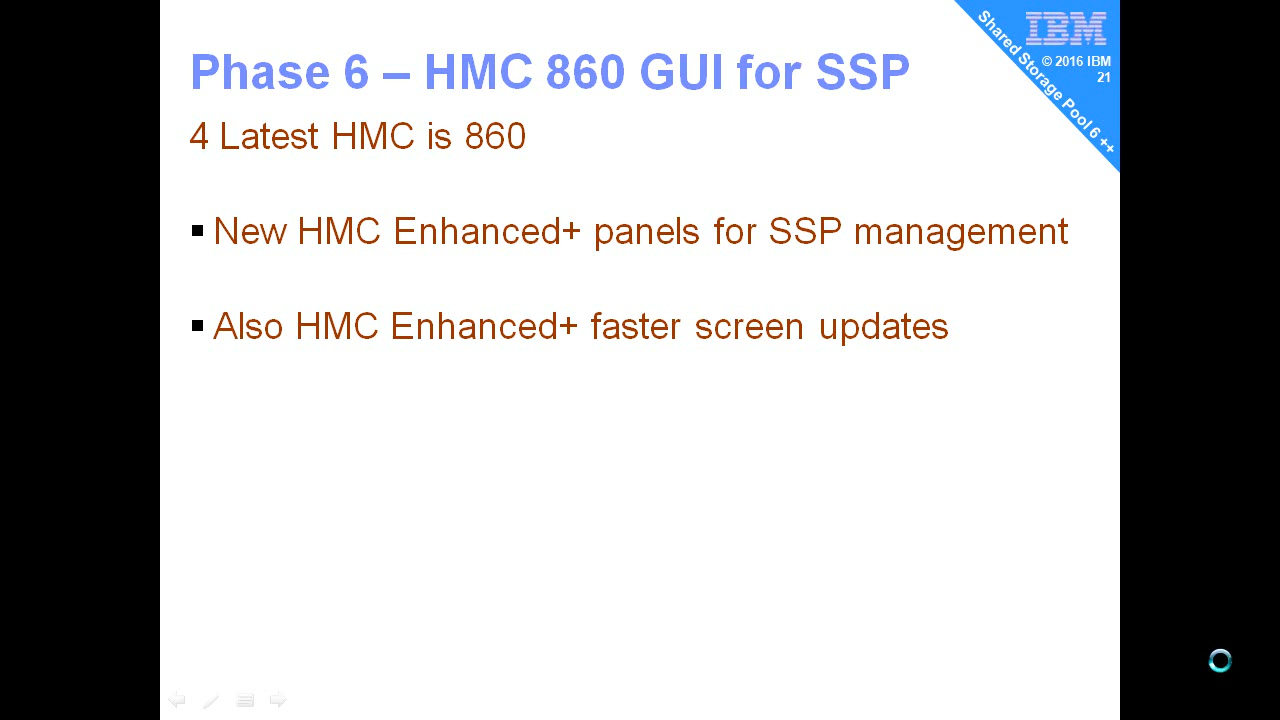 Phase 6 – HMC 860 GUI for SSP
4 Latest HMC is 860
▪ New HMC Enhanced+ panels for SSP management
▪ Also HMC Enhanced+ faster screen updates
IBM
© 2016 IBM
21
Shared Storage Pool 6 ++